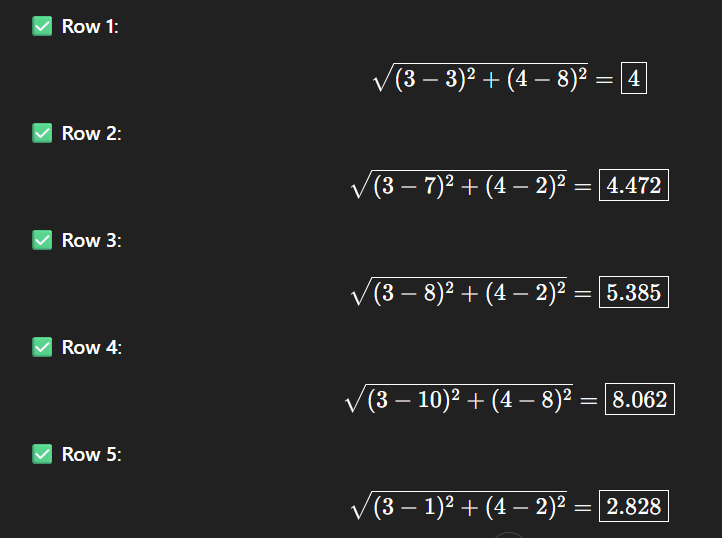 ✅ Row 1:
√(3 − 3)² + (4 − 8)² = 4
✅ Row 2:
√(3 − 7)² + (4 − 2)² = 4.472
✅ Row 3:
√(3 − 8)² + (4 − 2)² = 5.385
✅ Row 4:
√(3 − 10)² + (4 − 8)² = 8.062
✅ Row 5:
√(3 − 1)² + (4 − 2)² = 2.828